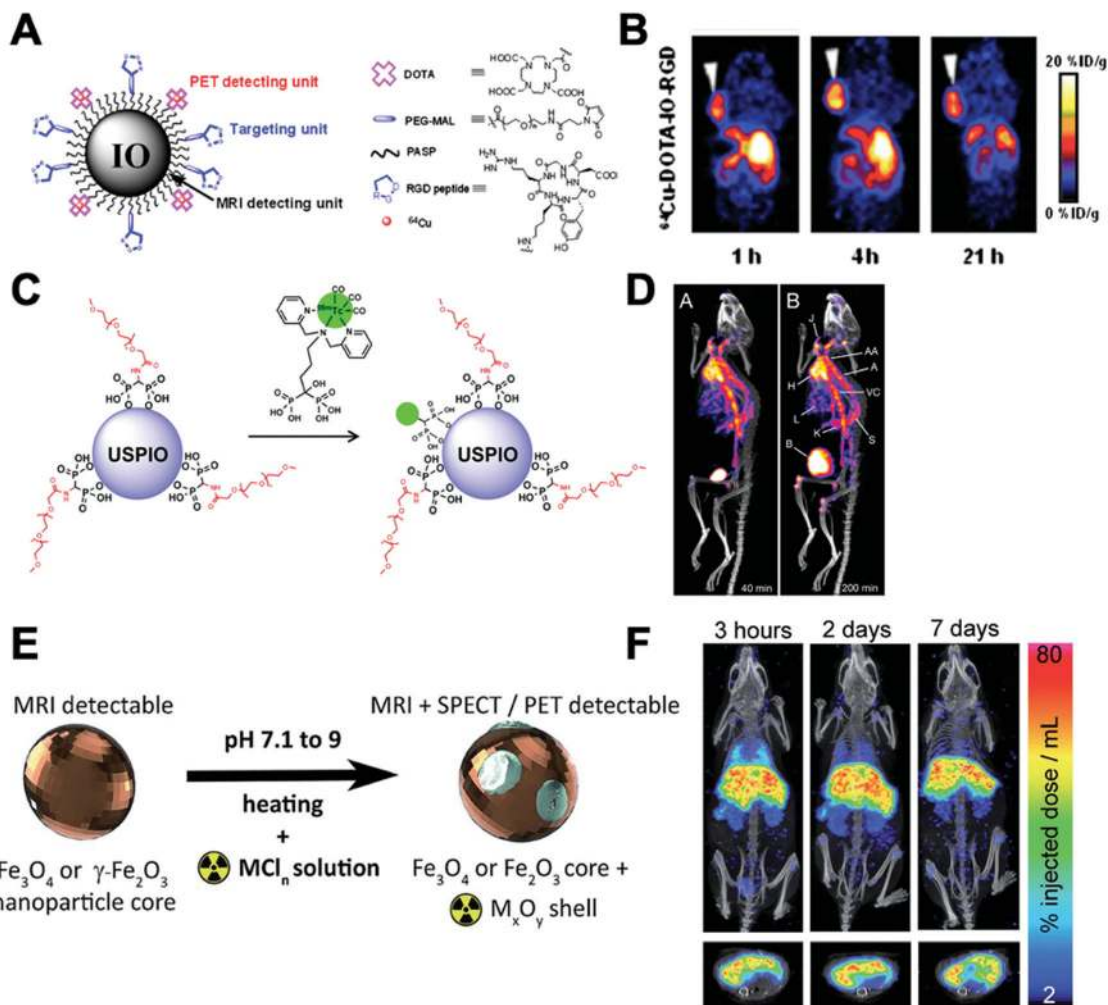 A
PET detecting unit
Targeting unit
IO
MRI detecting unit
DOTA
PEG-MAL
PASP
RGD peptide
⁶⁴Cu
B
⁶⁴Cu-DOTA-IO-RGD
20 %ID/g
0 %ID/g
1 h
4 h
21 h
C
USPIO
USPIO
D
A
B
J
AA
A
H
VC
L
K
S
B
40 min
200 min
E
MRI detectable
MRI + SPECT / PET detectable
pH 7.1 to 9
heating
+
MClₙ solution
Fe₃O₄ or γ-Fe₂O₃
nanoparticle core
Fe₃O₄ or Fe₂O₃ core +
MₓOᵧ shell
F
3 hours
2 days
7 days
80
% injected dose / mL
2